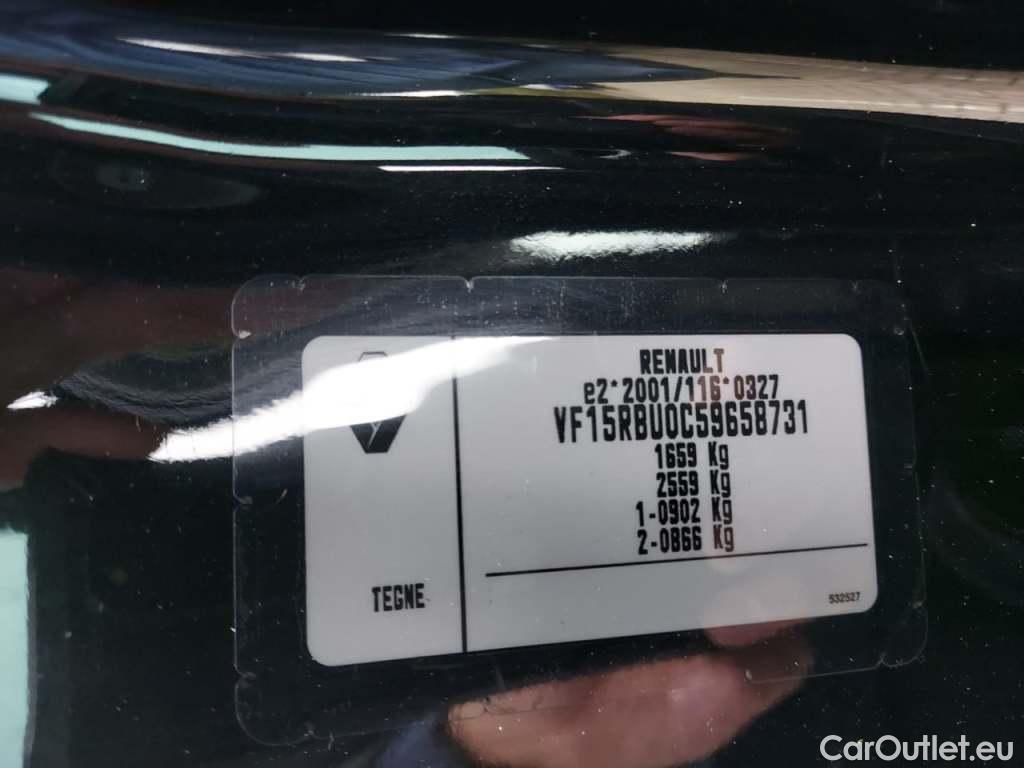 RENAULT
e2*2001/116*0327
VF15RBU0C59658731
1659 Kg
2559 Kg
1-0902 Kg
2-0866 Kg
TEGNE
532527
CarOutlet.eu